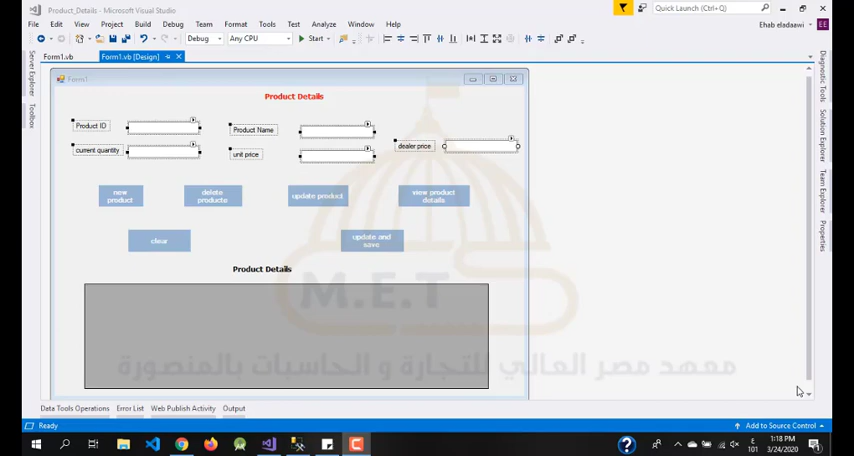 Product_Details - Microsoft Visual Studio
Quick Launch (Ctrl+Q)
File Edit View Project Build Debug Team Format Tools Test Analyze Window Help
Ehab eladaawi EE
Debug Any CPU Start
Form1.vb Form1.vb [Design]
Server Explorer
Toolbox
Form1
Product Details
Product ID
Product Name
dealer price
current quantity
unit price
new product
delete producte
update product
view product details
clear
update and save
Product Details
M.E.T
معهد مصر العالي للتجارة و الحاسبات بالمنصورة
Diagnostic Tools
Solution Explorer
Team Explorer
Properties
Data Tools Operations Error List Web Publish Activity Output
Ready
Add to Source Control
ع
101
1:18 PM
3/24/2020